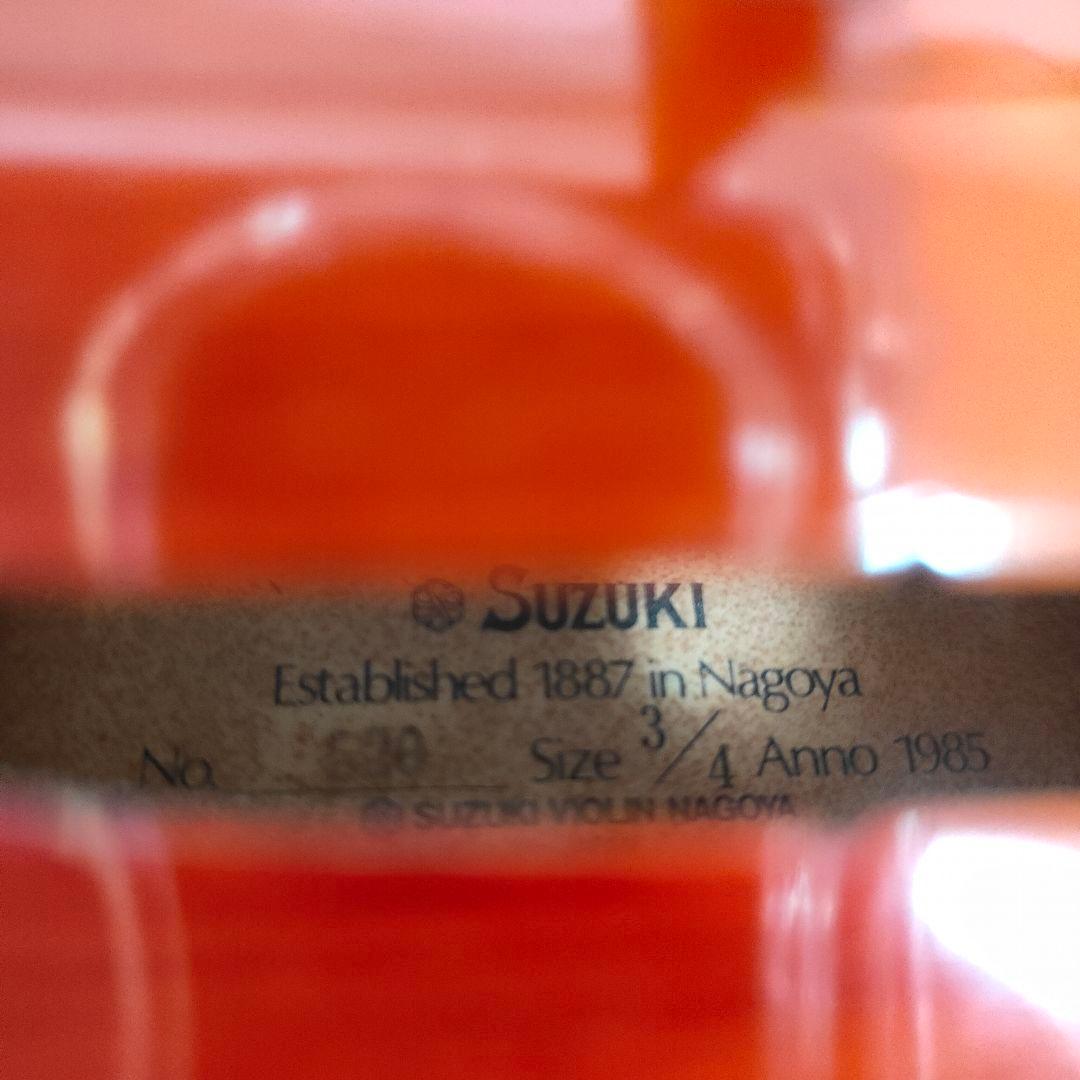 SUZUKI
Established 1887 in Nagoya
No. Size 3/4 Anno 1985
SUZUKI VIOLIN NAGOYA